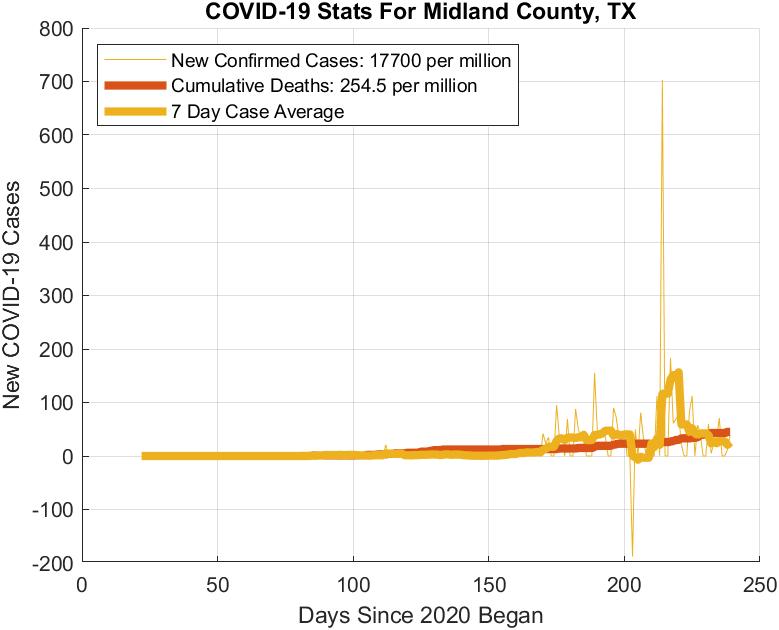 COVID-19 Stats For Midland County, TX
New Confirmed Cases: 17700 per million
Cumulative Deaths: 254.5 per million
7 Day Case Average
New COVID-19 Cases
800
700
600
500
400
300
200
100
0
-100
-200
0
50
100
150
200
250
Days Since 2020 Began